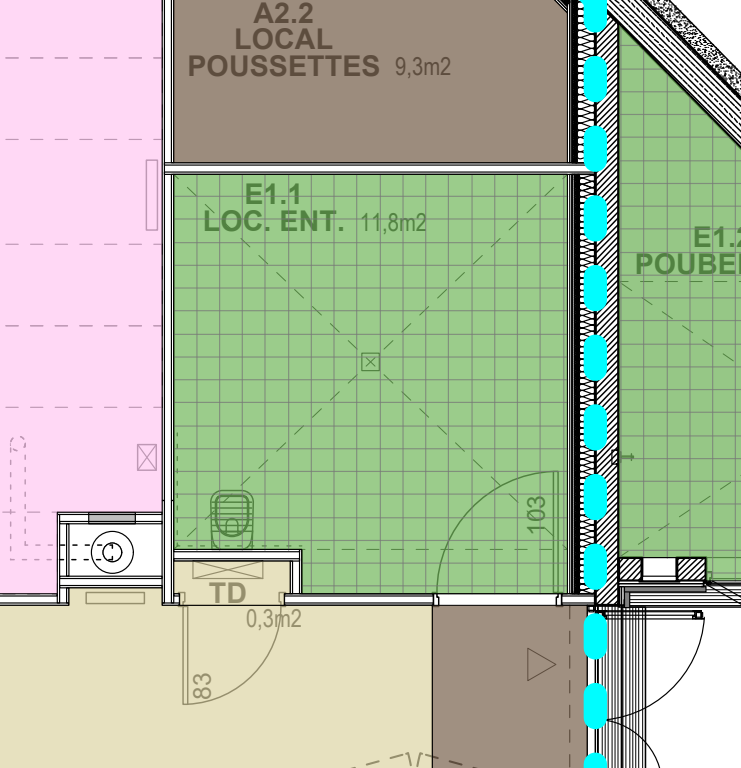 A2.2
LOCAL
POUSSETTES 9,3m2
E1.1
LOC. ENT. 11,8m2
E1.2
POUBE
103
TD
0,3m2
83